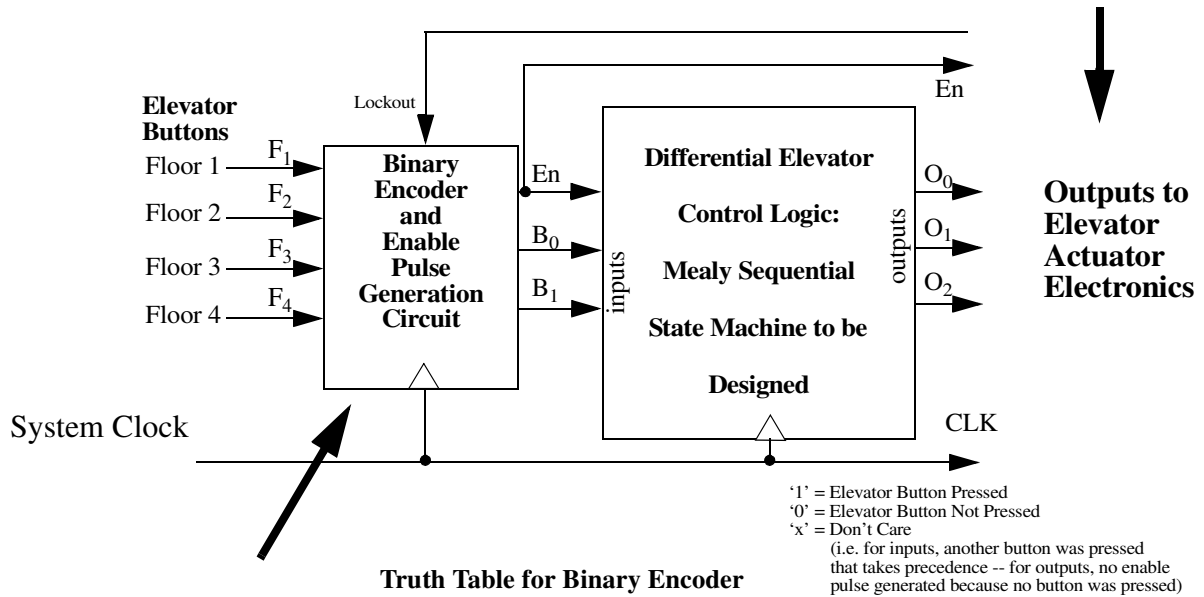 Lockout
En
Elevator
Buttons
Floor 1
F1
Floor 2
F2
Floor 3
F3
Floor 4
F4
Binary
Encoder
and
Enable
Pulse
Generation
Circuit
En
B0
B1
inputs
Differential Elevator
Control Logic:
Mealy Sequential
State Machine to be
Designed
outputs
O0
O1
O2
Outputs to
Elevator
Actuator
Electronics
System Clock
CLK
‘1’ = Elevator Button Pressed
‘0’ = Elevator Button Not Pressed
‘x’ = Don’t Care
(i.e. for inputs, another button was pressed
that takes precedence -- for outputs, no enable
pulse generated because no button was pressed)
Truth Table for Binary Encoder